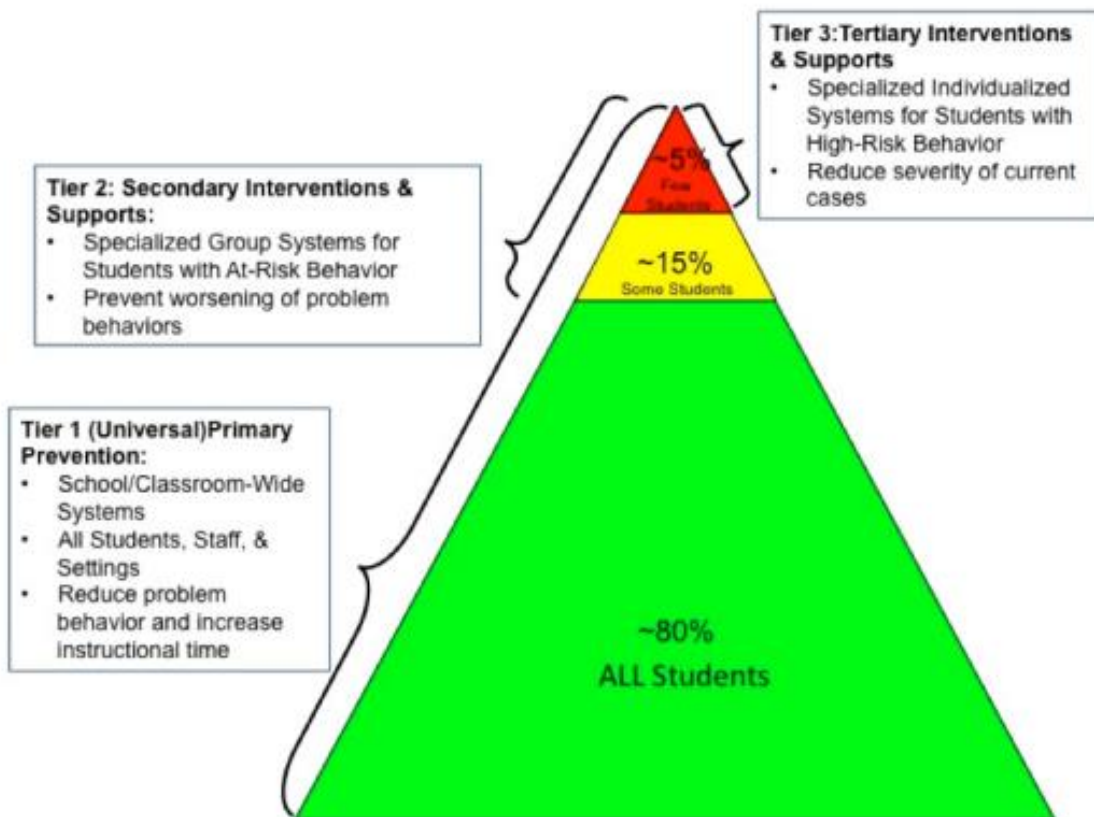 Tier 3:Tertiary Interventions
& Supports
• Specialized Individualized
Systems for Students with
High-Risk Behavior
• Reduce severity of current
cases
~5%
Few
Students
Tier 2: Secondary Interventions &
Supports:
• Specialized Group Systems for
Students with At-Risk Behavior
• Prevent worsening of problem
behaviors
~15%
Some Students
Tier 1 (Universal)Primary
Prevention:
• School/Classroom-Wide
Systems
• All Students, Staff, &
Settings
• Reduce problem
behavior and increase
instructional time
~80%
ALL Students